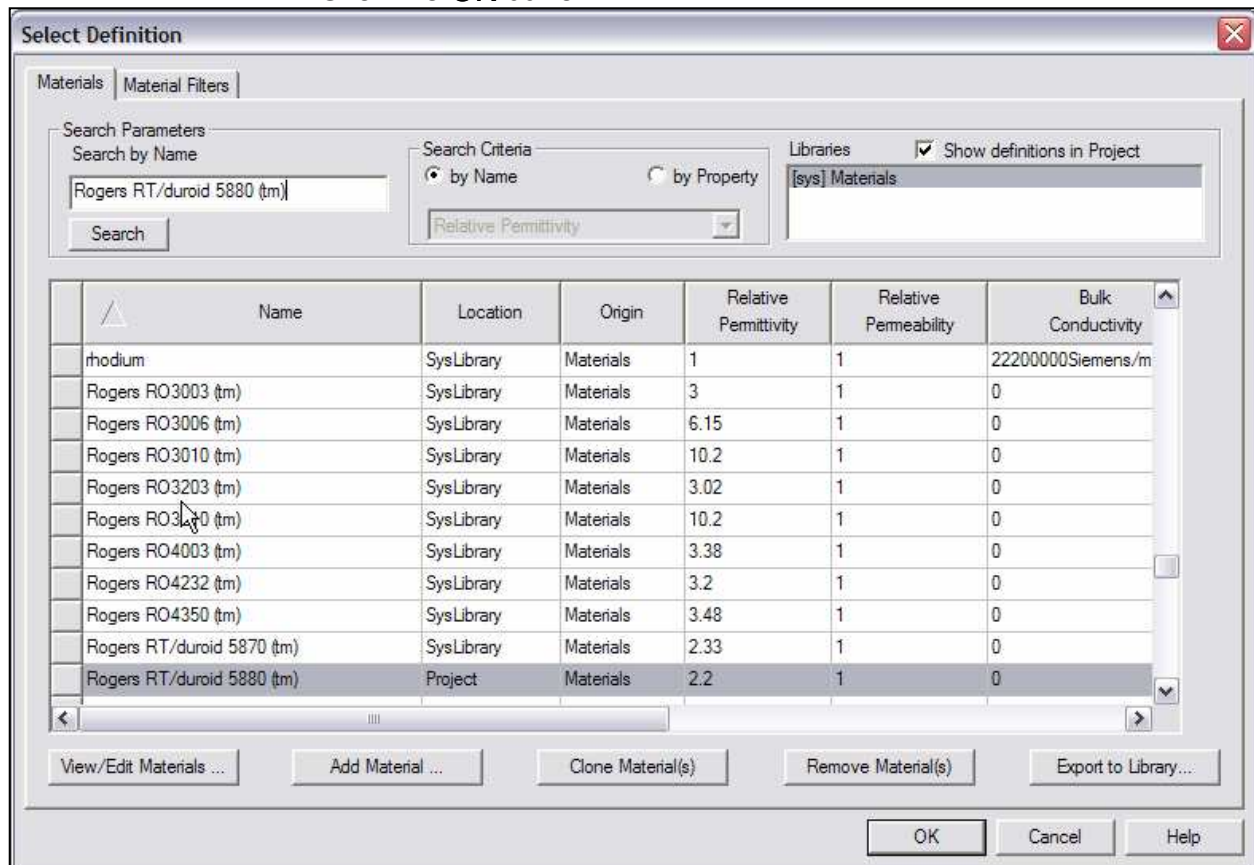 Select Definition
Materials
Material Filters
Search Parameters
Search by Name
Rogers RT/duroid 5880 (tm)
Search
Search Criteria
by Name
by Property
Relative Permittivity
Libraries
Show definitions in Project
[sys] Materials
Name Location Origin Relative Permittivity Relative Permeability Bulk Conductivity
rhodium SysLibrary Materials 1 1 22200000Siemens/m
Rogers RO3003 (tm) SysLibrary Materials 3 1 0
Rogers RO3006 (tm) SysLibrary Materials 6.15 1 0
Rogers RO3010 (tm) SysLibrary Materials 10.2 1 0
Rogers RO3203 (tm) SysLibrary Materials 3.02 1 0
Rogers (tm) SysLibrary Materials 10.2 1 0
Rogers RO4003 (tm) SysLibrary Materials 3.38 1 0
Rogers RO4232 (tm) SysLibrary Materials 3.2 1 0
Rogers RO4350 (tm) SysLibrary Materials 3.48 1 0
Rogers RT/duroid 5870 (tm) SysLibrary Materials 2.33 1 0
Rogers RT/duroid 5880 (tm) Project Materials 2.2 1 0
View/Edit Materials ...
Add Material ...
Clone Material(s)
Remove Material(s)
Export to Library...
OK
Cancel
Help